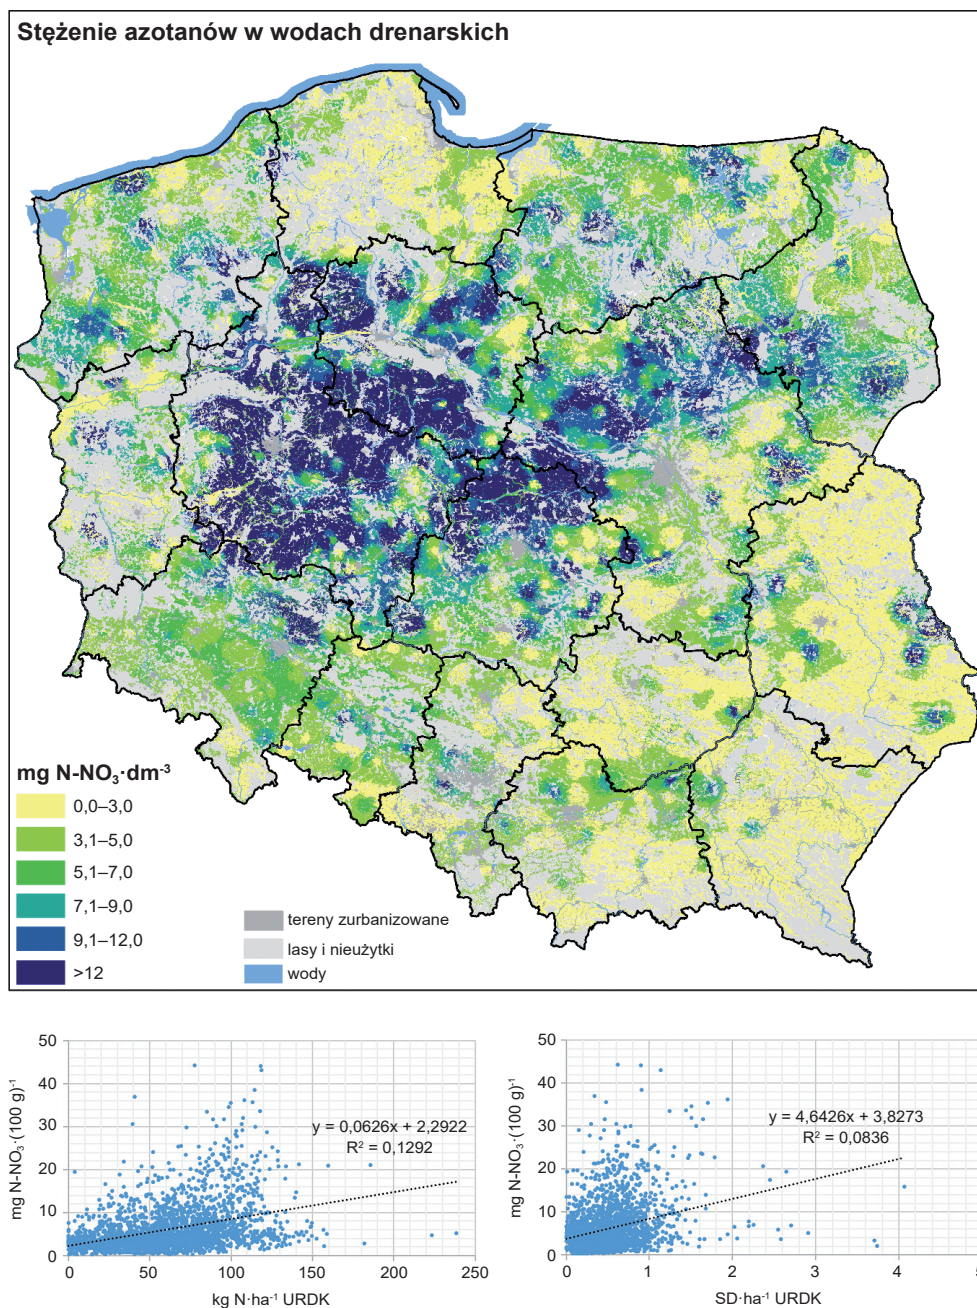 Stężenie azotanów w wodach drenarskich
mg N-NO₃·dm⁻³
0,0–3,0
3,1–5,0
5,1–7,0
7,1–9,0
9,1–12,0
>12
tereny zurbanizowane
lasy i nieużytki
wody
mg N-NO₃·(100 g)⁻¹
50
40
30
20
10
0
y = 0,0626x + 2,2922
R² = 0,1292
0
50
100
150
200
250
kg N·ha⁻¹ URDK
mg N-NO₃·(100 g)⁻¹
50
40
30
20
10
0
y = 4,6426x + 3,8273
R² = 0,0836
0
1
2
3
4
5
SD·ha⁻¹ URDK